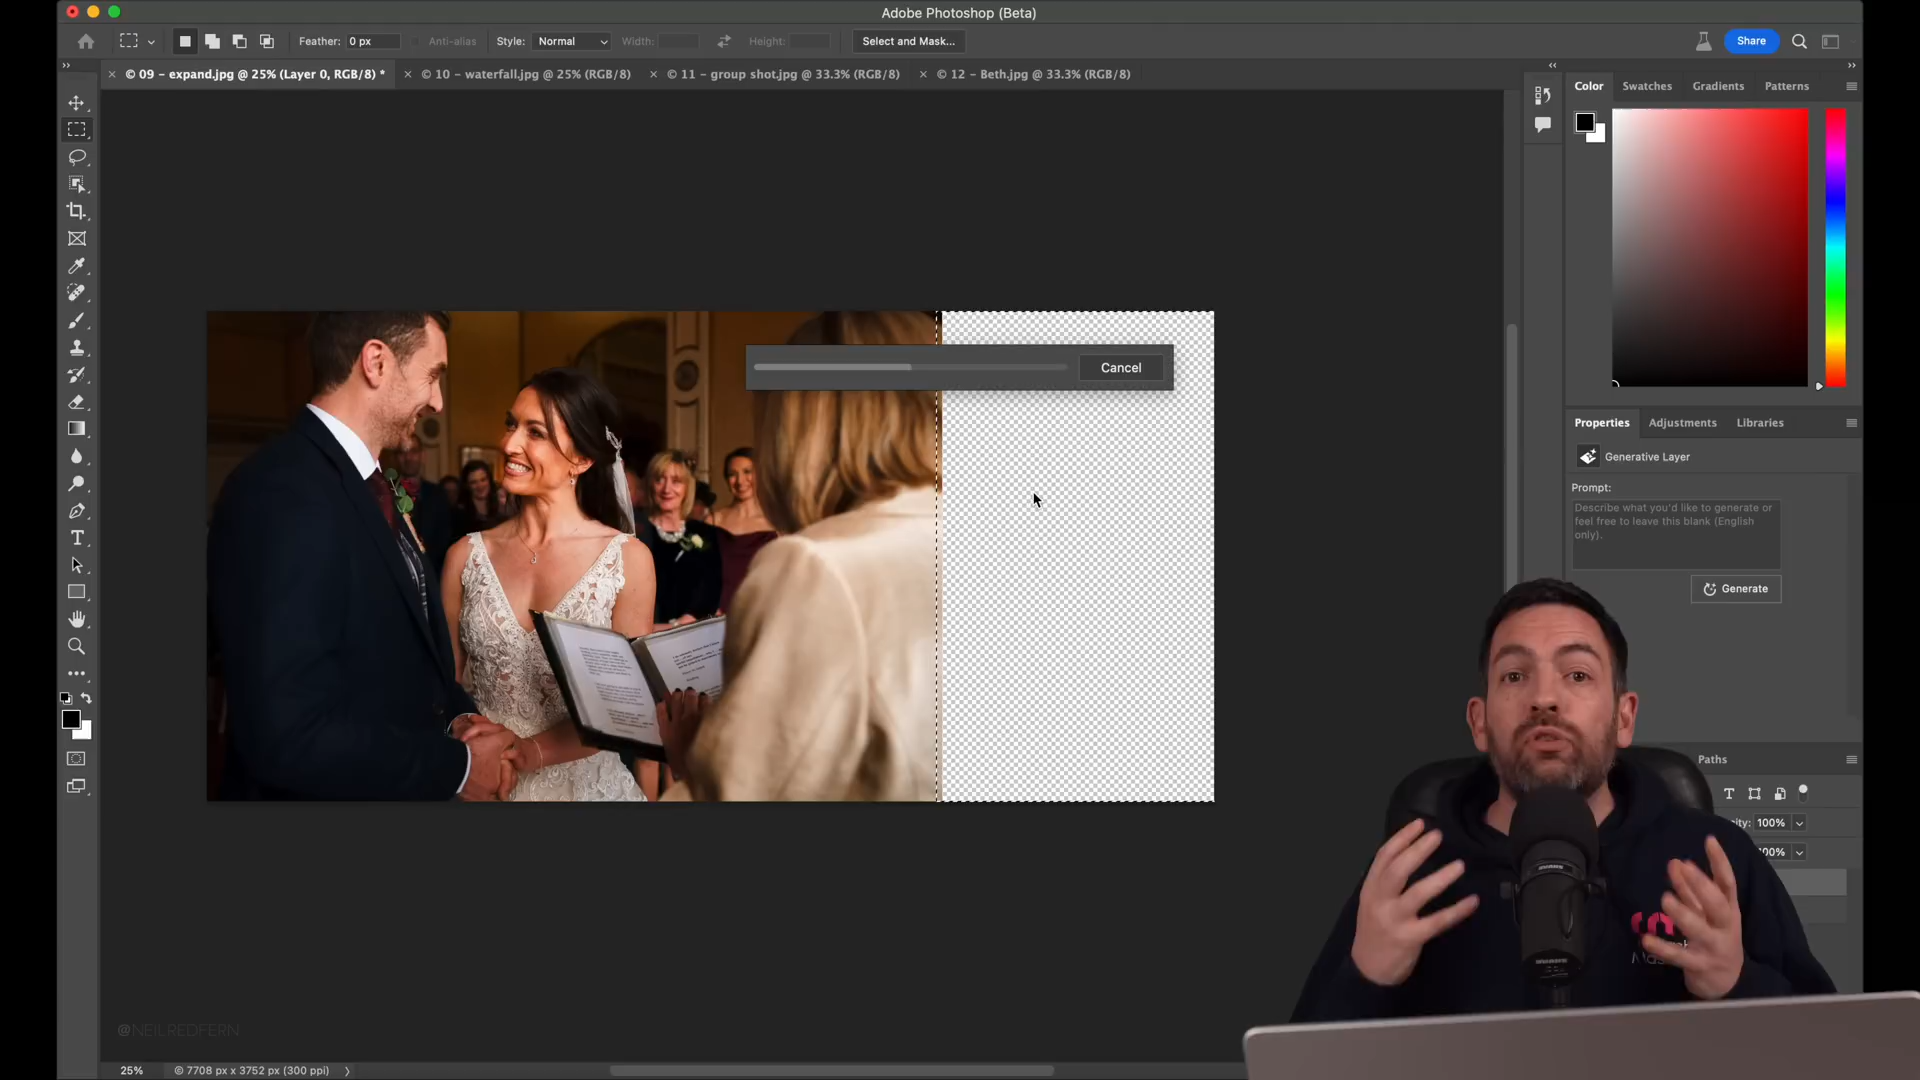 Adobe Photoshop (Beta)
Feather: 0 px
Anti-alias
Style: Normal
Width:
Height:
Select and Mask...
Share
© 09 – expand.jpg @ 25% (Layer 0, RGB/8) *
© 10 – waterfall.jpg @ 25% (RGB/8)
© 11 – group shot.jpg @ 33.3% (RGB/8)
© 12 – Beth.jpg @ 33.3% (RGB/8)
Color
Swatches
Gradients
Patterns
Cancel
Properties
Adjustments
Libraries
Generative Layer
Prompt:
Describe what you'd like to generate or
feel free to leave this blank (English
only).
Generate
Paths
100%
100%
@NEILREDFERN
25%
© 7708 px x 3752 px (300 ppi)